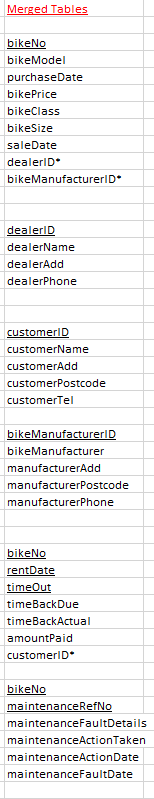 Merged Tables
bikeNo
bikeModel
purchaseDate
bikePrice
bikeClass
bikeSize
saleDate
dealerID*
bikeManufacturerID*
dealerID
dealerName
dealerAdd
dealerPhone
customerID
customerName
customerAdd
customerPostcode
customerTel
bikeManufacturerID
bikeManufacturer
manufacturerAdd
manufacturerPostcode
manufacturerPhone
bikeNo
rentDate
timeOut
timeBackDue
timeBackActual
amountPaid
customerID*
bikeNo
maintenanceRefNo
maintenanceFaultDetails
maintenanceActionTaken
maintenanceActionDate
maintenanceFaultDate